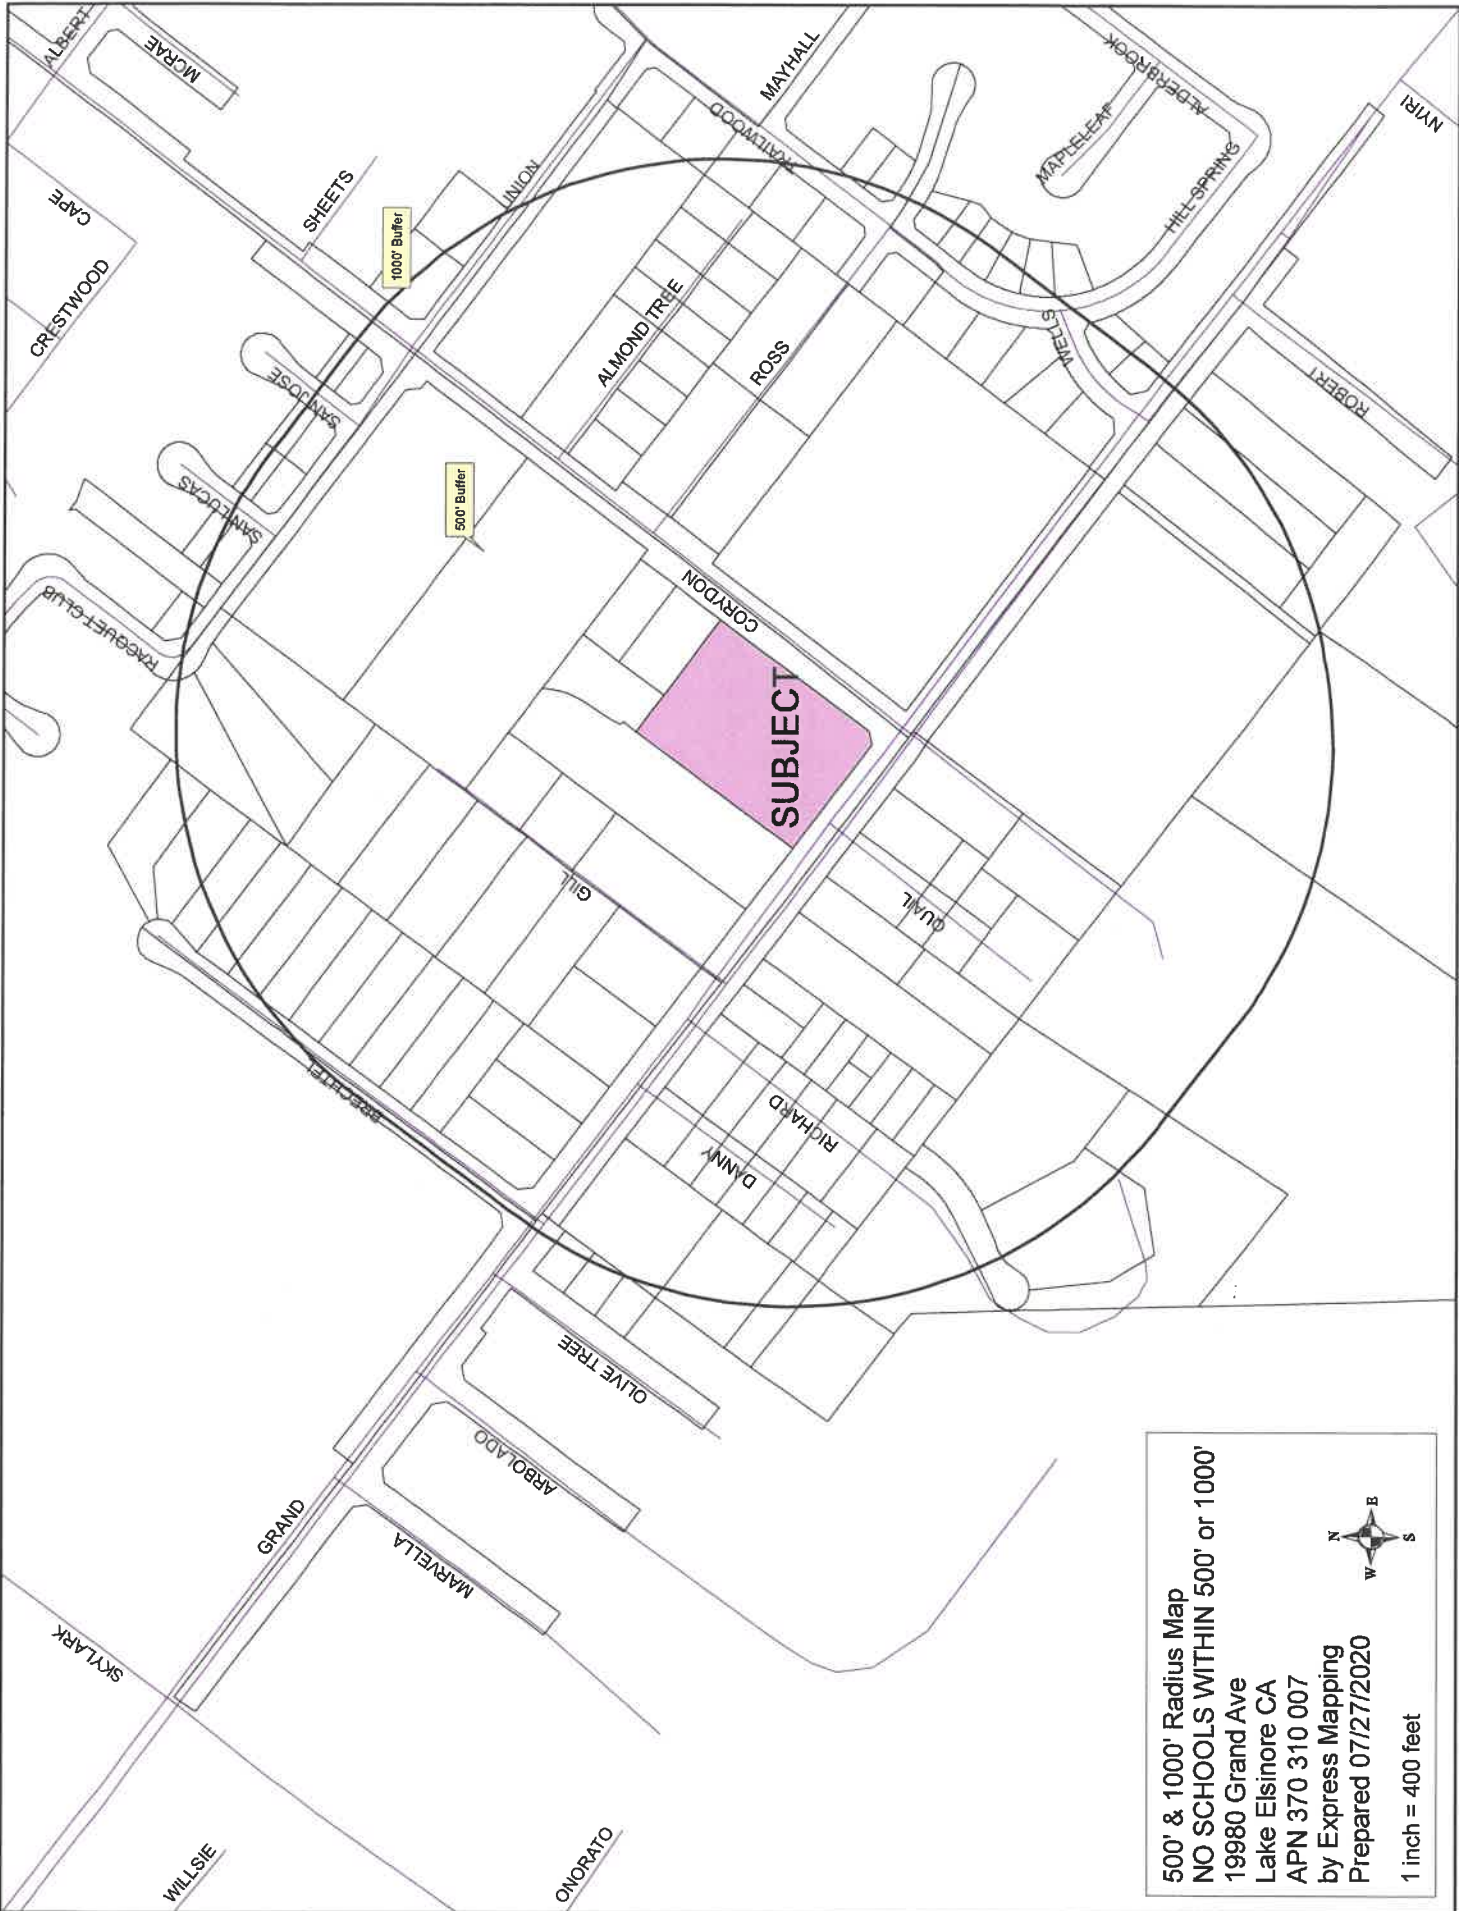 ALBERT
MCRAE
CAPE
CRESTWOOD
SHEETS
1000' Buffer
UNION
MAYHALL
TRAILWOOD
ALDERBROOK
MAPLELEAF
HILL SPRING
NYIRI
SAN JOSE
SAN LUCAS
RACQUET CLUB
500' Buffer
ALMOND TREE
ROSS
WELLS
ROBERT
CORYDON
SUBJECT
GILL
QUAIL
BRECHTEL
RICHARD
DANNY
OLIVE TREE
ARBOLADO
MARVELLA
GRAND
SKYLARK
WILLSIE
ONORATO
500' & 1000' Radius Map
NO SCHOOLS WITHIN 500' or 1000'
19980 Grand Ave
Lake Elsinore CA
APN 370 310 007
by Express Mapping
Prepared 07/27/2020
1 inch = 400 feet
N
W
E
S